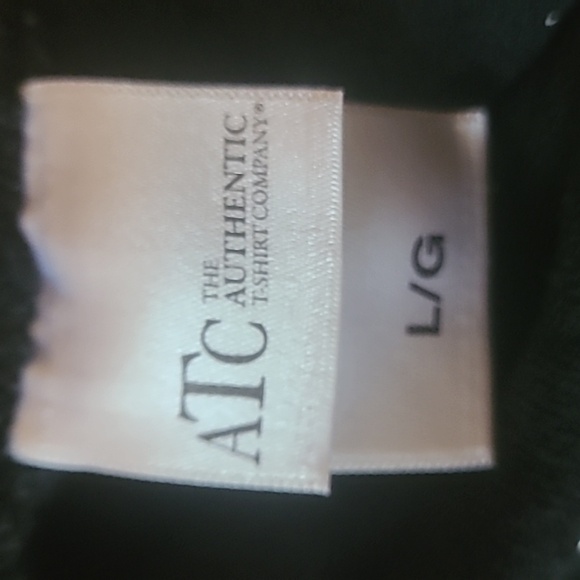 ATC THE
AUTHENTIC
T-SHIRT COMPANY®
L/G